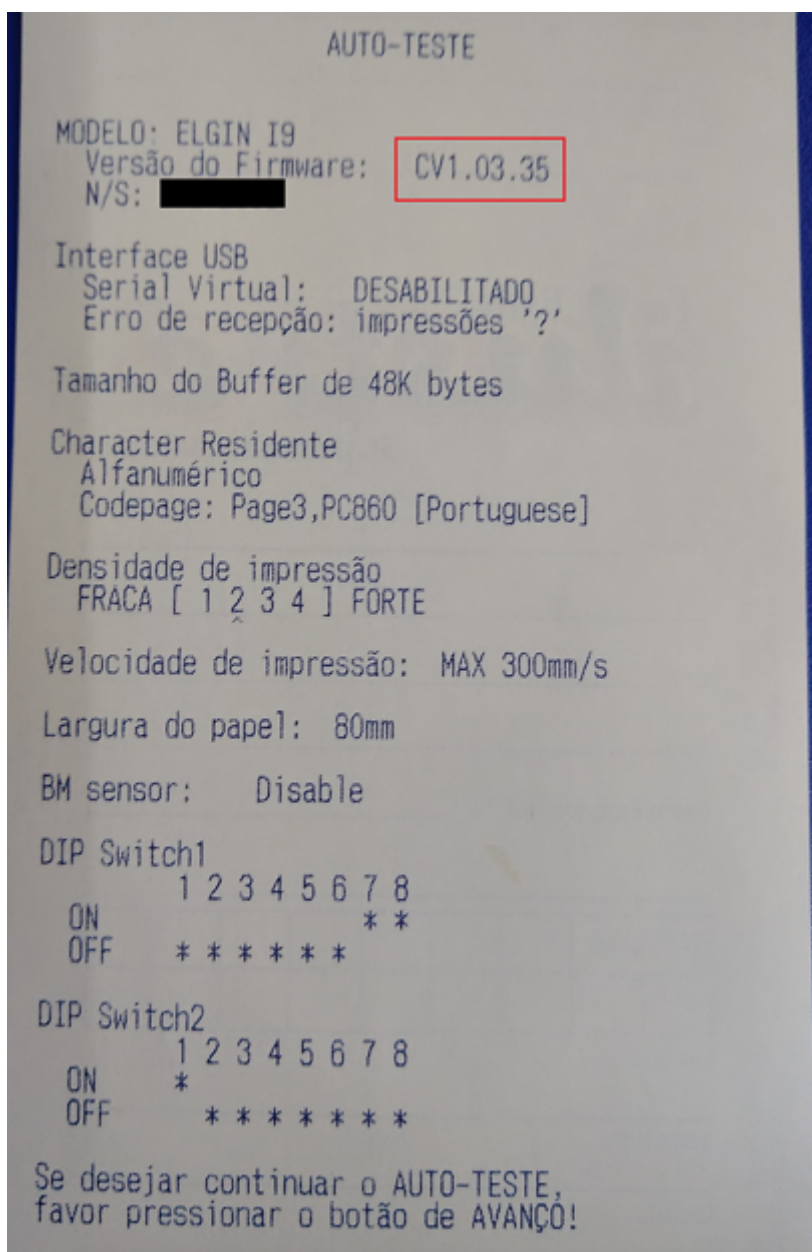 AUTO-TESTE
MODELO: ELGIN I9
Versão do Firmware: CV1.03.35
N/S:
Interface USB
Serial Virtual: DESABILITADO
Erro de recepção: impressões '?'
Tamanho do Buffer de 48K bytes
Character Residente
Alfanumérico
Codepage: Page3,PC860 [Portuguese]
Densidade de impressão
FRACA [ 1 2 3 4 ] FORTE
^
Velocidade de impressão: MAX 300mm/s
Largura do papel: 80mm
BM sensor: Disable
DIP Switch1
1 2 3 4 5 6 7 8
ON * *
OFF * * * * * *
DIP Switch2
1 2 3 4 5 6 7 8
ON *
OFF * * * * * * *
Se desejar continuar o AUTO-TESTE,
favor pressionar o botão de AVANÇO!